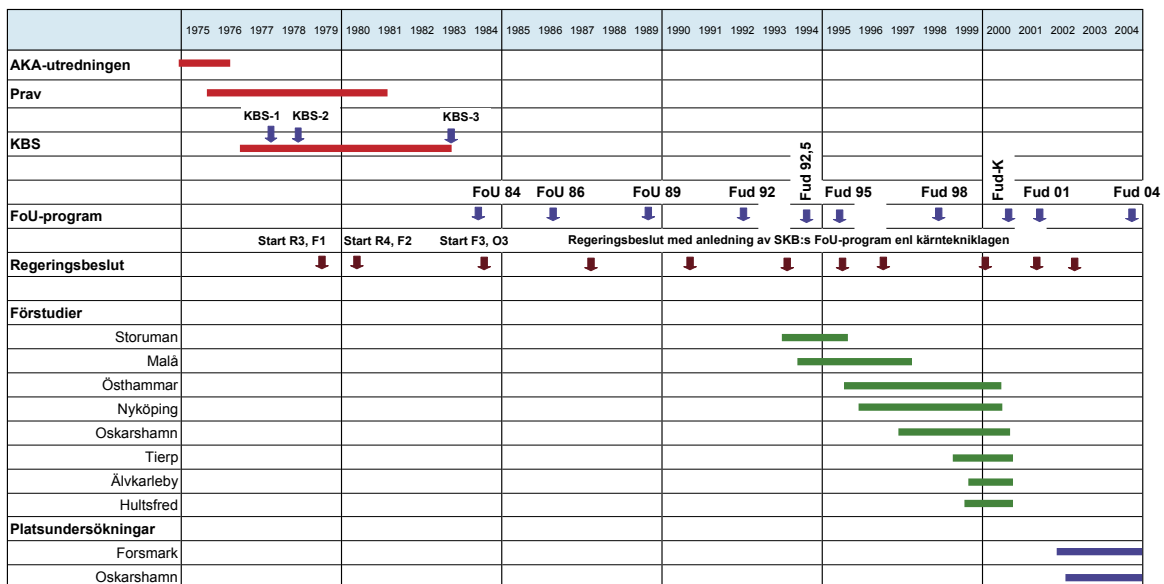 1975 1976 1977 1978 1979 1980 1981 1982 1983 1984 1985 1986 1987 1988 1989 1990 1991 1992 1993 1994 1995 1996 1997 1998 1999 2000 2001 2002 2003 2004
AKA-utredningen
Prav
KBS-1 KBS-2 KBS-3
KBS
Fud 92,5
Fud-K
FoU 84 FoU 86 FoU 89 Fud 92 Fud 95 Fud 98 Fud 01 Fud 04
FoU-program
Start R3, F1 Start R4, F2 Start F3, O3 Regeringsbeslut med anledning av SKB:s FoU-program enl kärntekniklagen
Regeringsbeslut
Förstudier
Storuman
Malå
Östhammar
Nyköping
Oskarshamn
Tierp
Älvkarleby
Hultsfred
Platsundersökningar
Forsmark
Oskarshamn